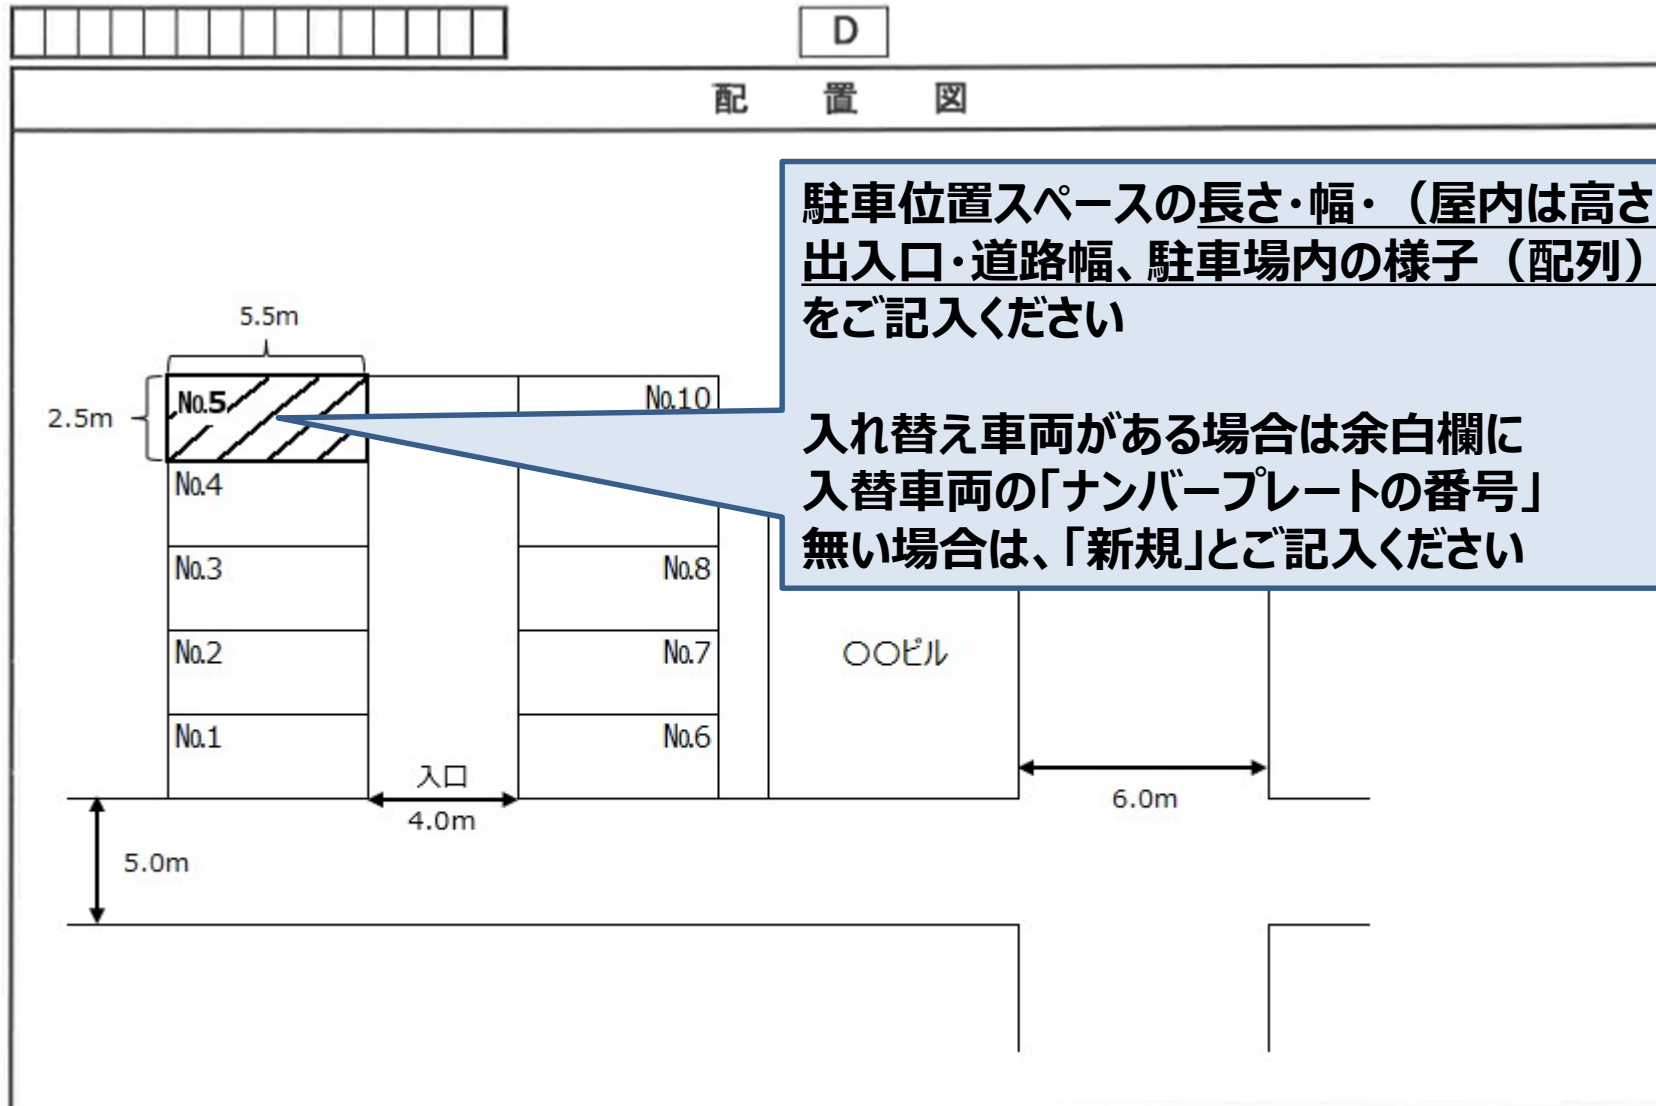 D
配 置 図
駐車位置スペースの長さ・幅・（屋内は高さ
出入口・道路幅、駐車場内の様子（配列）
をご記入ください
入れ替え車両がある場合は余白欄に
入替車両の「ナンバープレートの番号」
無い場合は、「新規」とご記入ください
5.5m
2.5m
No.5
No.10
No.4
No.3
No.8
No.2
No.7
〇〇ビル
No.1
No.6
入口
4.0m
6.0m
5.0m